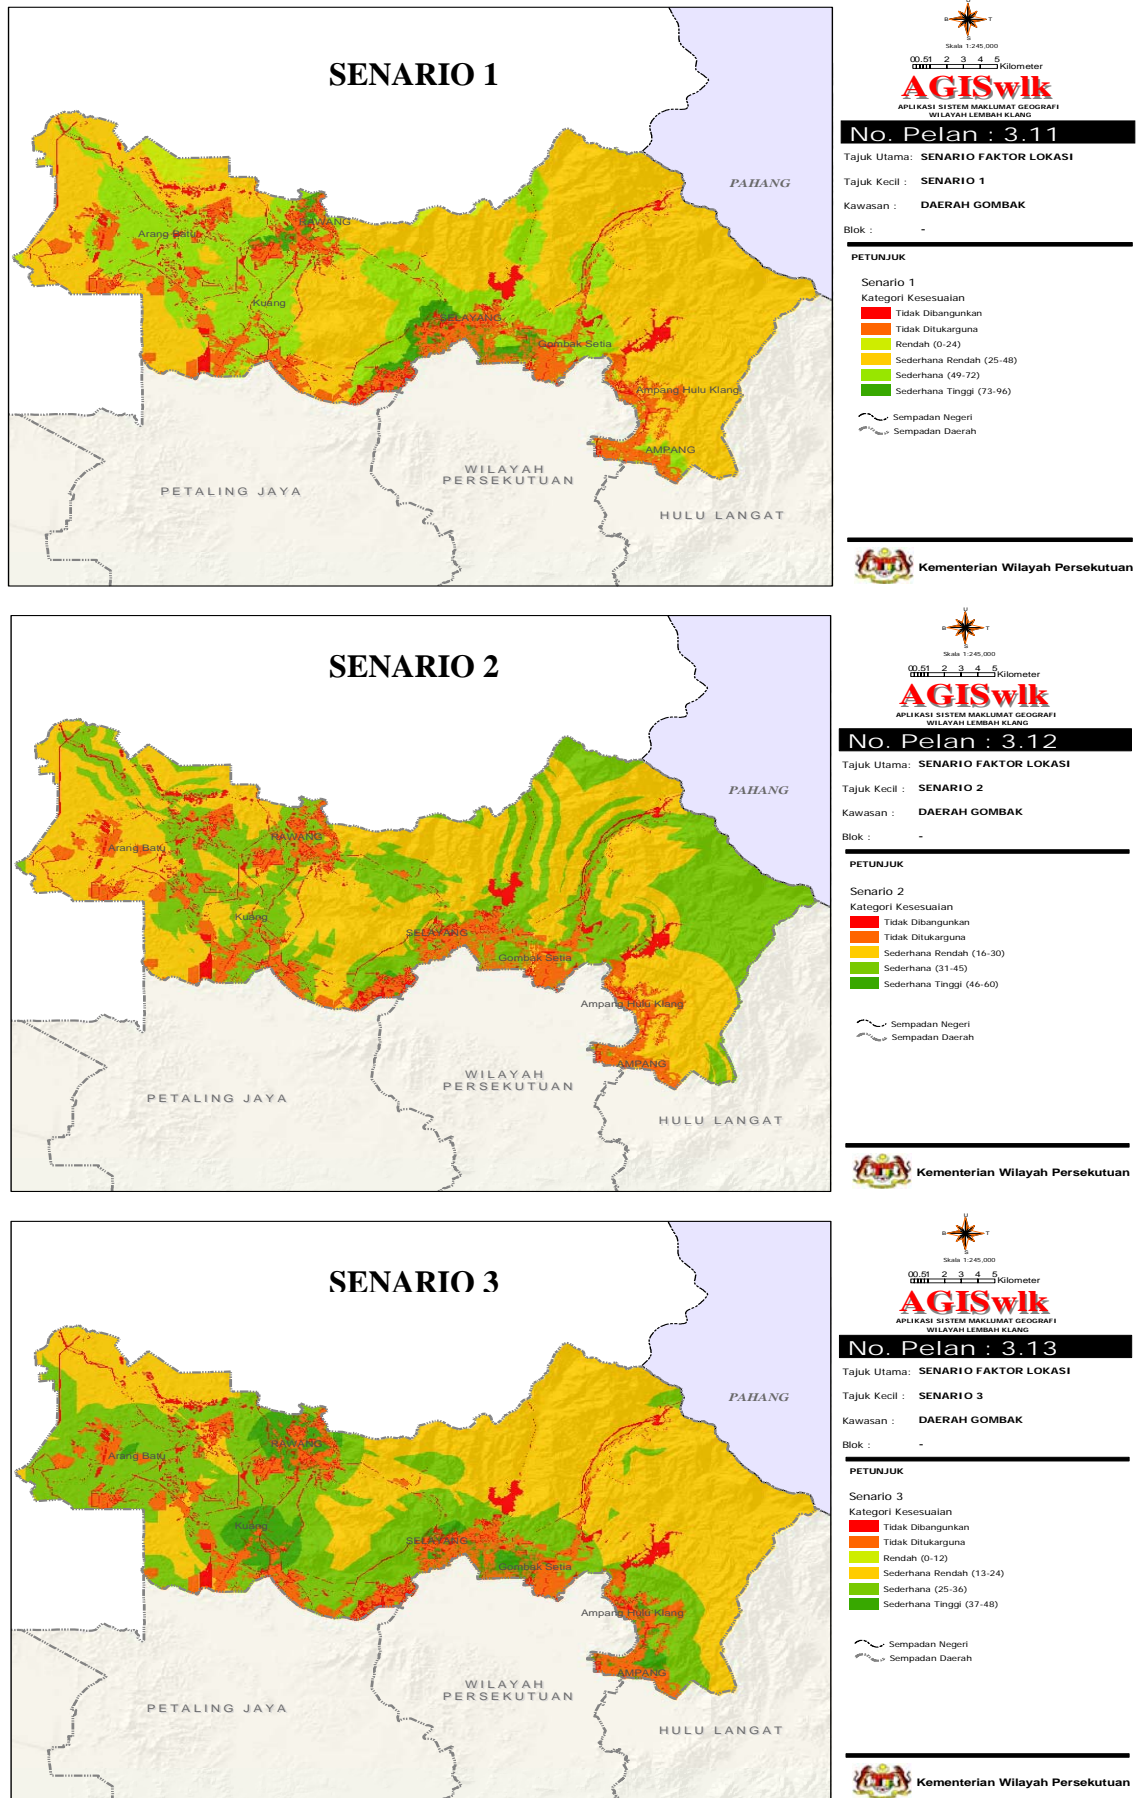 SENARIO 1
PAHANG
RAWANG
Arang Batu
Kuang
SELAYANG
Gombak Setia
Ampang Hulu Klang
AMPANG
WILAYAH
PERSEKUTUAN
PETALING JAYA
HULU LANGAT
B T
S
Skala 1:245,000
00.51 2 3 4 5
Kilometer
AGISwlk
APLIKASI SISTEM MAKLUMAT GEOGRAFI
WILAYAH LEMBAH KLANG
No. Pelan : 3.11
Tajuk Utama: SENARIO FAKTOR LOKASI
Tajuk Kecil : SENARIO 1
Kawasan : DAERAH GOMBAK
Blok : -
PETUNJUK
Senario 1
Kategori Kesesuaian
Tidak Dibangunkan
Tidak Ditukarguna
Rendah (0-24)
Sederhana Rendah (25-48)
Sederhana (49-72)
Sederhana Tinggi (73-96)
Sempadan Negeri
Sempadan Daerah
Kementerian Wilayah Persekutuan
SENARIO 2
PAHANG
RAWANG
Arang Batu
Kuang
SELAYANG
Gombak Setia
Ampang Hulu Klang
AMPANG
WILAYAH
PERSEKUTUAN
PETALING JAYA
HULU LANGAT
U
B T
S
Skala 1:245,000
00.51 2 3 4 5
Kilometer
AGISwlk
APLIKASI SISTEM MAKLUMAT GEOGRAFI
WILAYAH LEMBAH KLANG
No. Pelan : 3.12
Tajuk Utama: SENARIO FAKTOR LOKASI
Tajuk Kecil : SENARIO 2
Kawasan : DAERAH GOMBAK
Blok : -
PETUNJUK
Senario 2
Kategori Kesesuaian
Tidak Dibangunkan
Tidak Ditukarguna
Sederhana Rendah (16-30)
Sederhana (31-45)
Sederhana Tinggi (46-60)
Sempadan Negeri
Sempadan Daerah
Kementerian Wilayah Persekutuan
SENARIO 3
PAHANG
RAWANG
Arang Batu
Kuang
SELAYANG
Gombak Setia
Ampang Hulu Klang
AMPANG
WILAYAH
PERSEKUTUAN
PETALING JAYA
HULU LANGAT
U
B T
S
Skala 1:245,000
00.51 2 3 4 5
Kilometer
AGISwlk
APLIKASI SISTEM MAKLUMAT GEOGRAFI
WILAYAH LEMBAH KLANG
No. Pelan : 3.13
Tajuk Utama: SENARIO FAKTOR LOKASI
Tajuk Kecil : SENARIO 3
Kawasan : DAERAH GOMBAK
Blok : -
PETUNJUK
Senario 3
Kategori Kesesuaian
Tidak Dibangunkan
Tidak Ditukarguna
Rendah (0-12)
Sederhana Rendah (13-24)
Sederhana (25-36)
Sederhana Tinggi (37-48)
Sempadan Negeri
Sempadan Daerah
Kementerian Wilayah Persekutuan